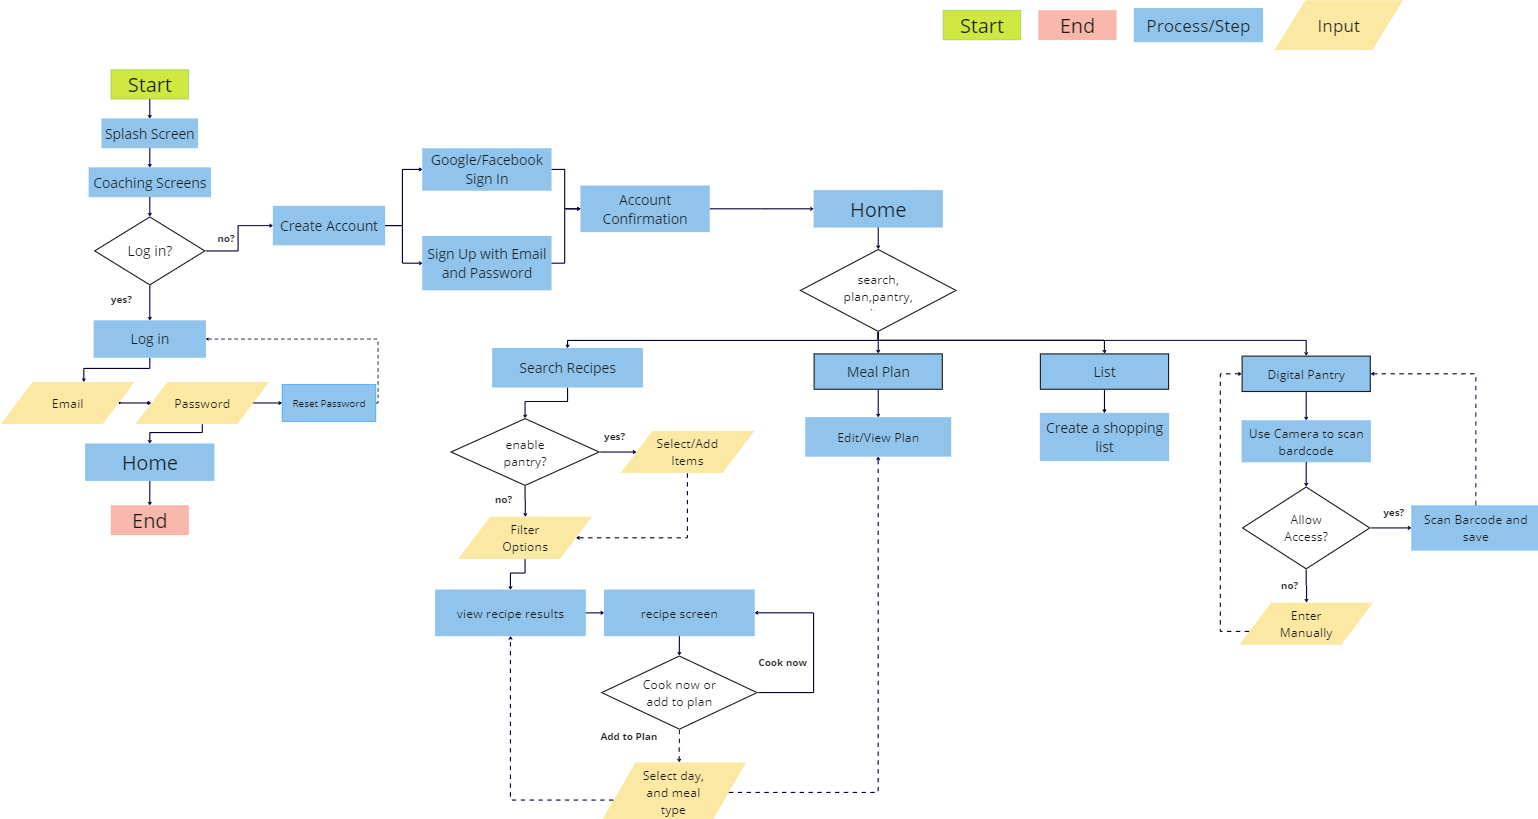 Start
End
Process/Step
Input
Start
Splash Screen
Coaching Screens
Log in?
no?
yes?
Create Account
Google/Facebook
Sign In
Sign Up with Email
and Password
Account
Confirmation
Home
search,
plan,pantry,
Log in
Email
Password
Reset Password
Home
End
Search Recipes
enable
pantry?
yes?
Select/Add
Items
no?
Filter
Options
view recipe results
recipe screen
Cook now
Cook now or
add to plan
Add to Plan
Select day,
and meal
type
Meal Plan
Edit/View Plan
List
Create a shopping
list
Digital Pantry
Use Camera to scan
bardcode
Allow
Access?
yes?
Scan Barcode and
save
no?
Enter
Manually